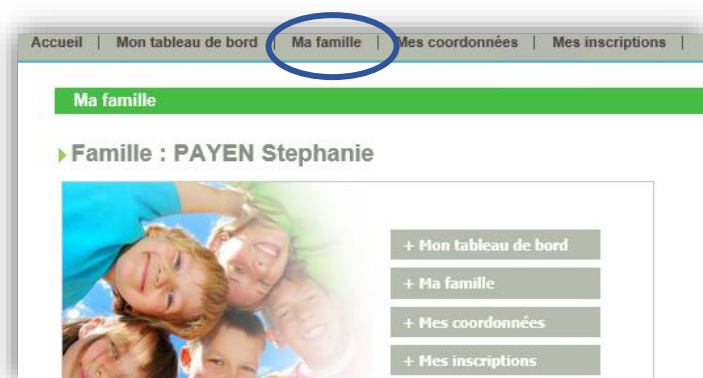 Accueil | Mon tableau de bord | Ma famille | Mes coordonnées | Mes inscriptions |
Ma famille
Famille : PAYEN Stephanie
+ Mon tableau de bord
+ Ma famille
+ Mes coordonnées
+ Mes inscriptions